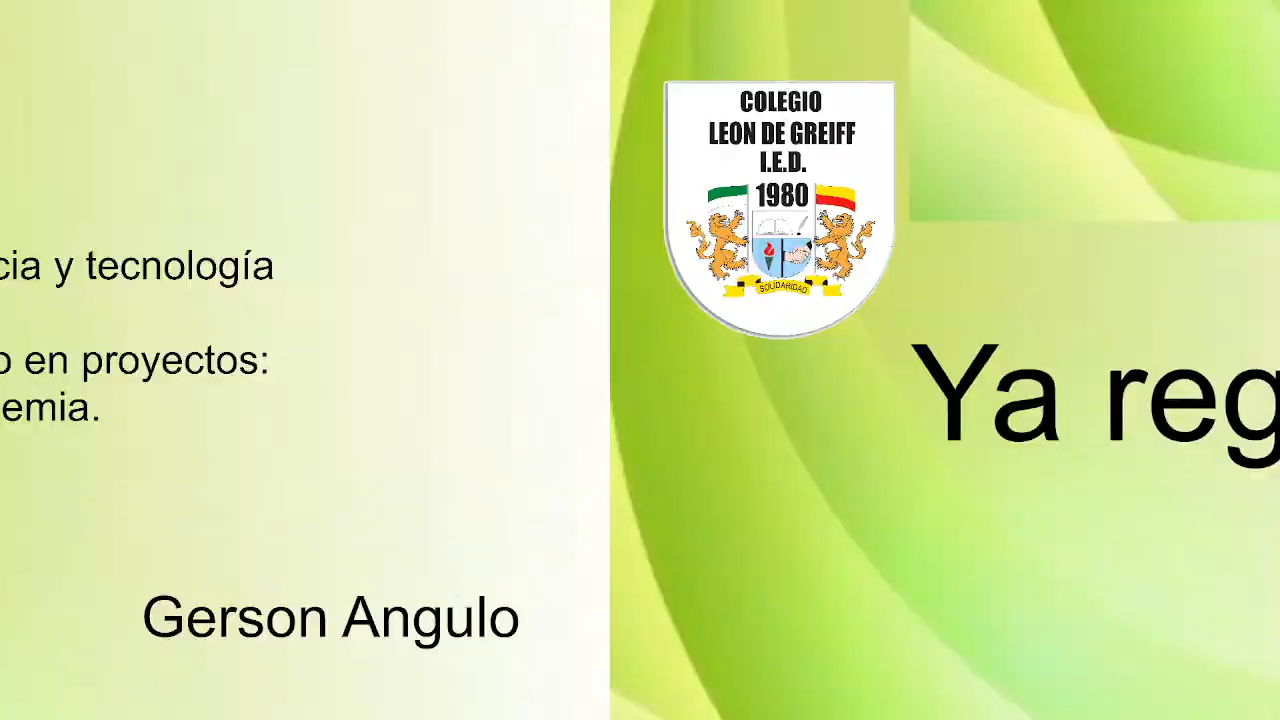 cia y tecnología
o en proyectos:
emia.
Gerson Angulo
COLEGIO
LEON DE GREIFF
I.E.D.
1980
SOLIDARIDAD
Ya reg